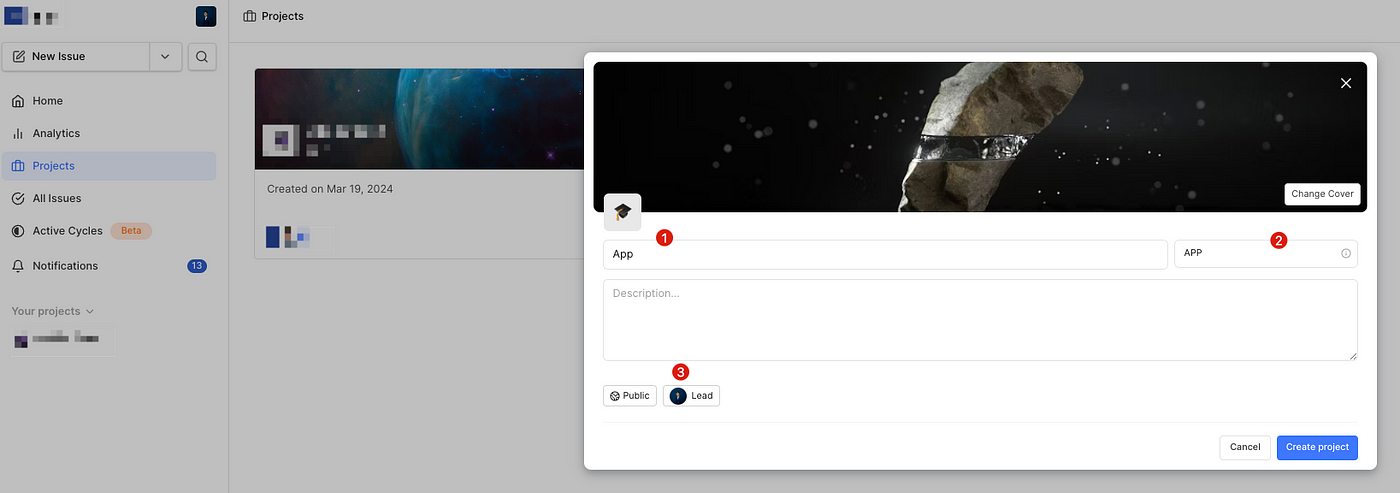 Projects
New Issue
Home
Analytics
Projects
All Issues
Active Cycles Beta
Notifications 13
Your projects
Created on Mar 19, 2024
Change Cover
1
2
App
APP
Description...
3
Public
Lead
Cancel
Create project